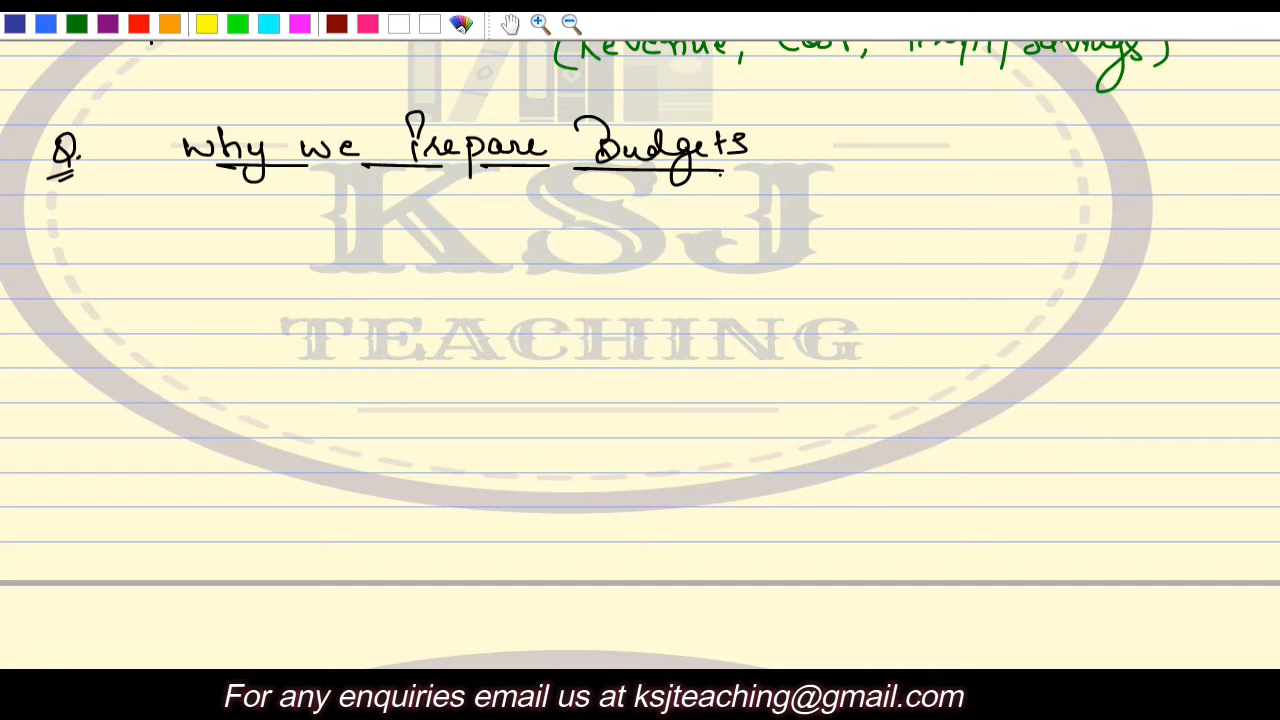 (Revenue, Cost, Profit/Savings)
Q. Why we Prepare Budgets
KSJ
TEACHING
For any enquiries email us at ksjteaching@gmail.com